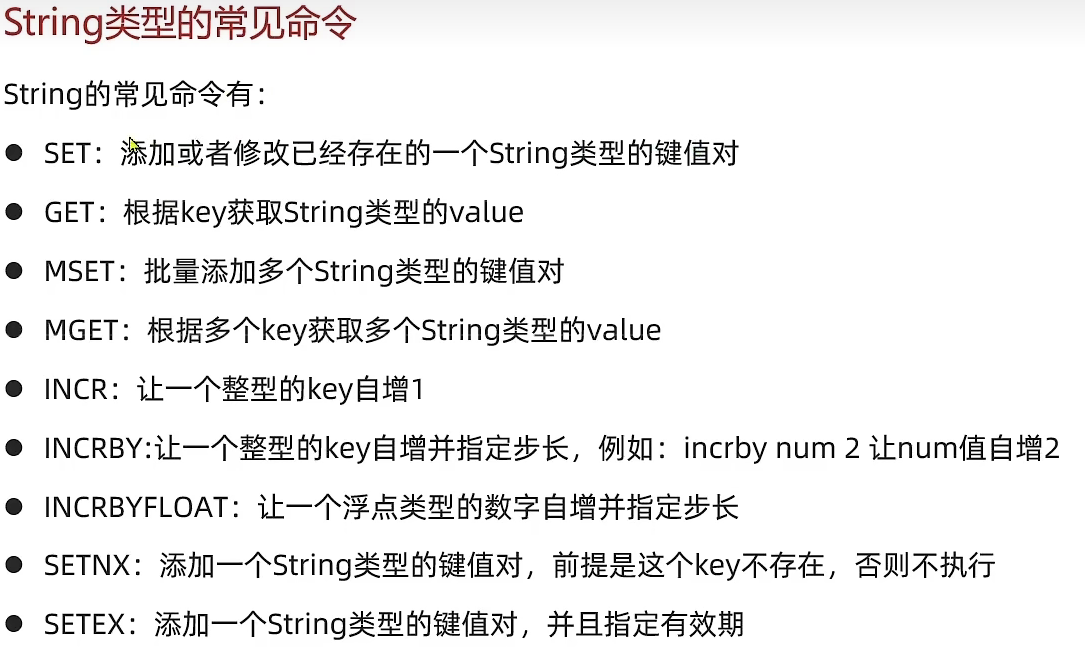 String类型的常见命令
String的常见命令有：
● SET：添加或者修改已经存在的一个String类型的键值对
● GET：根据key获取String类型的value
● MSET：批量添加多个String类型的键值对
● MGET：根据多个key获取多个String类型的value
● INCR：让一个整型的key自增1
● INCRBY:让一个整型的key自增并指定步长，例如：incrby num 2 让num值自增2
● INCRBYFLOAT：让一个浮点类型的数字自增并指定步长
● SETNX：添加一个String类型的键值对，前提是这个key不存在，否则不执行
● SETEX：添加一个String类型的键值对，并且指定有效期